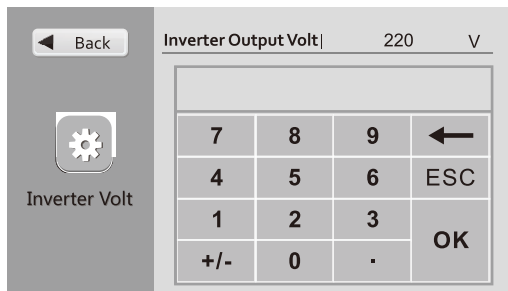 Back
Inverter Output Volt| 220 V
7 8 9 ←
4 5 6 ESC
Inverter Volt
1 2 3
OK
+/- 0 .